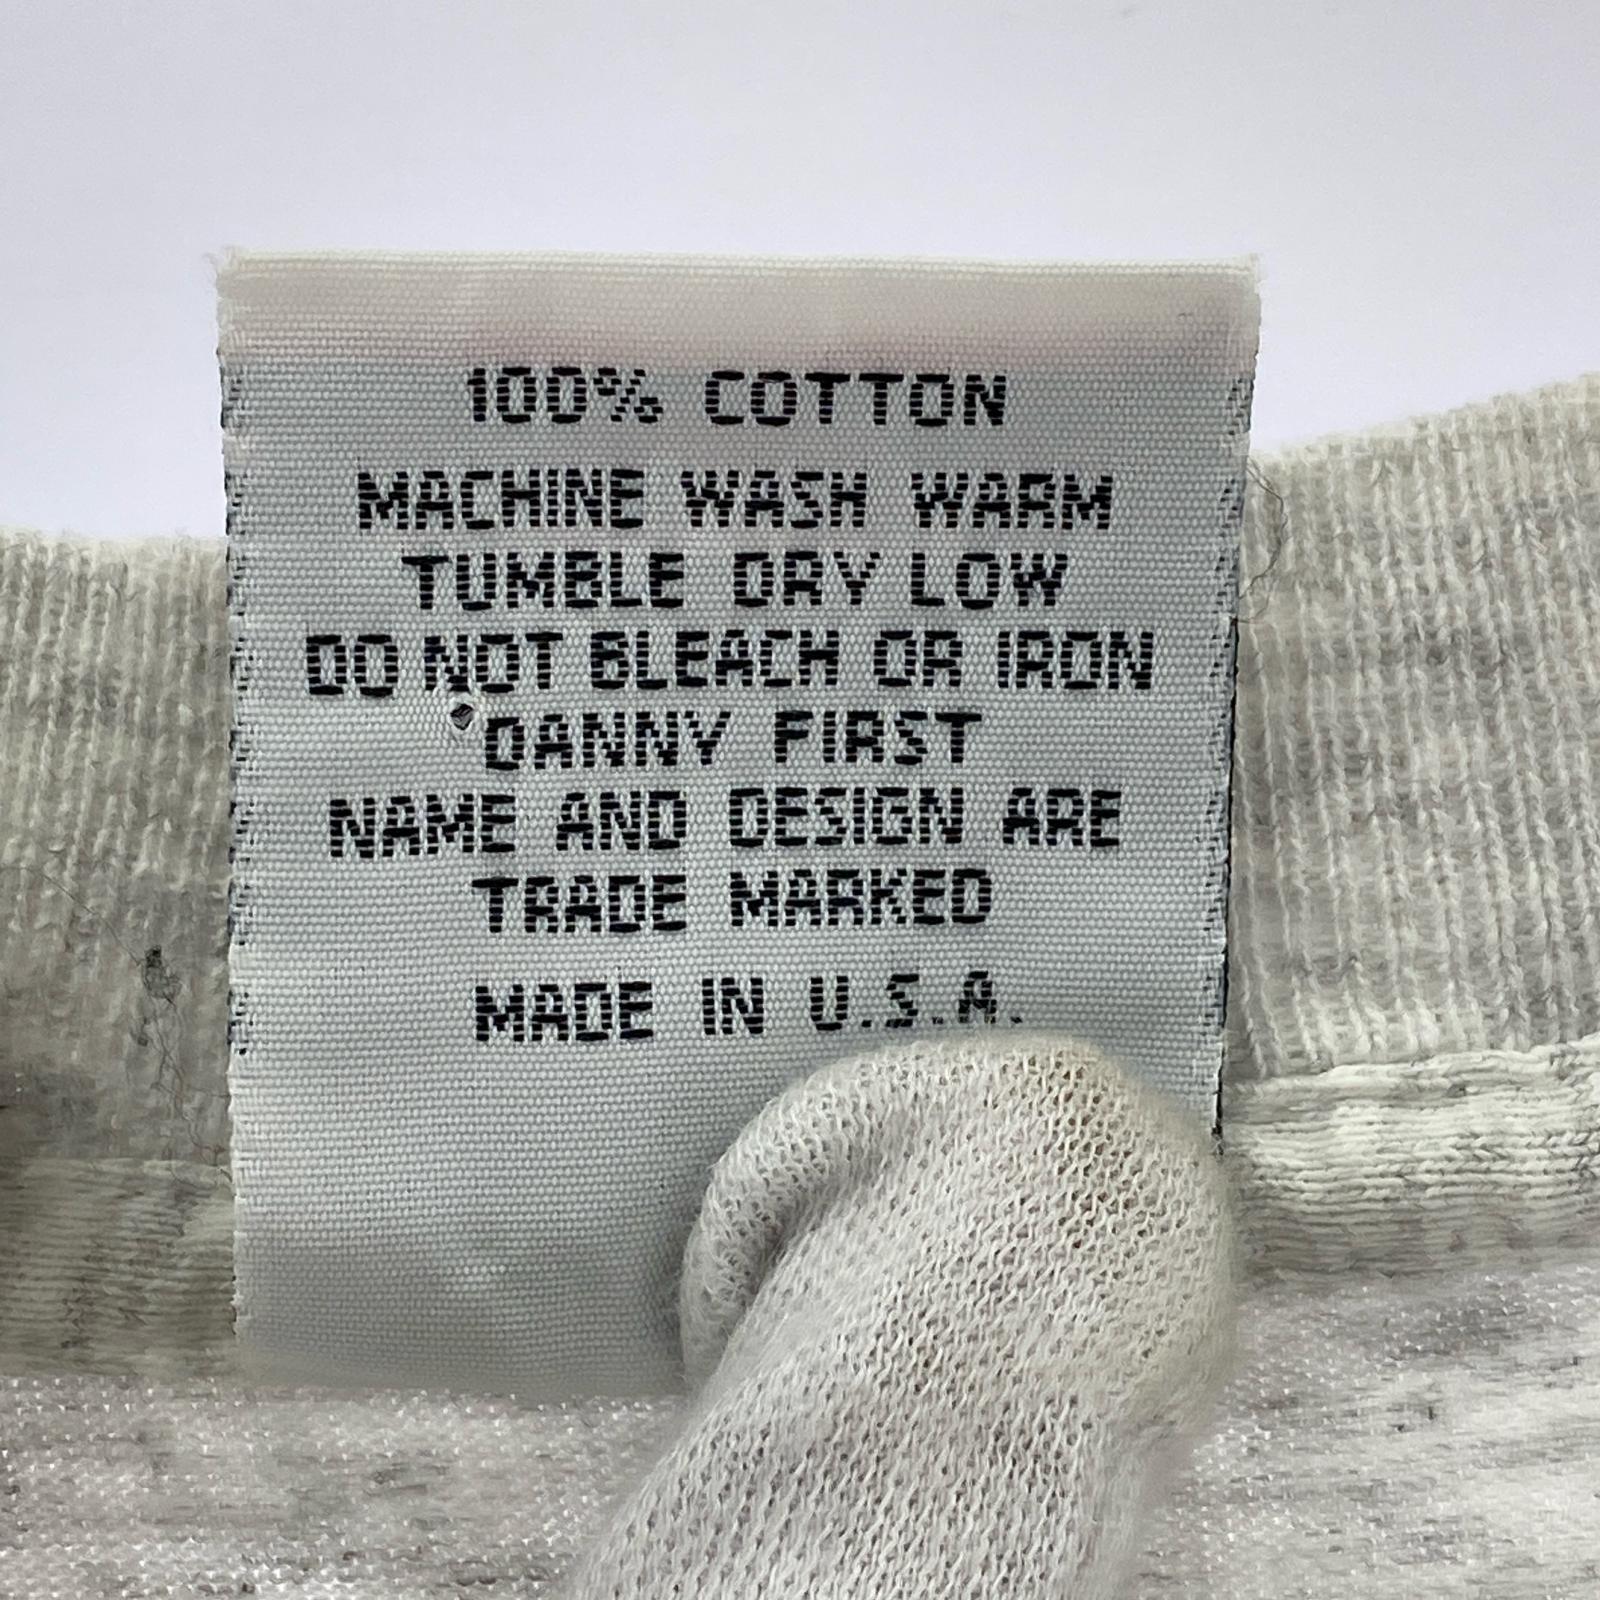 100% COTTON
MACHINE WASH WARM
TUMBLE DRY LOW
DO NOT BLEACH OR IRON
DANNY FIRST
NAME AND DESIGN ARE
TRADE MARKED
MADE IN U.S.A.